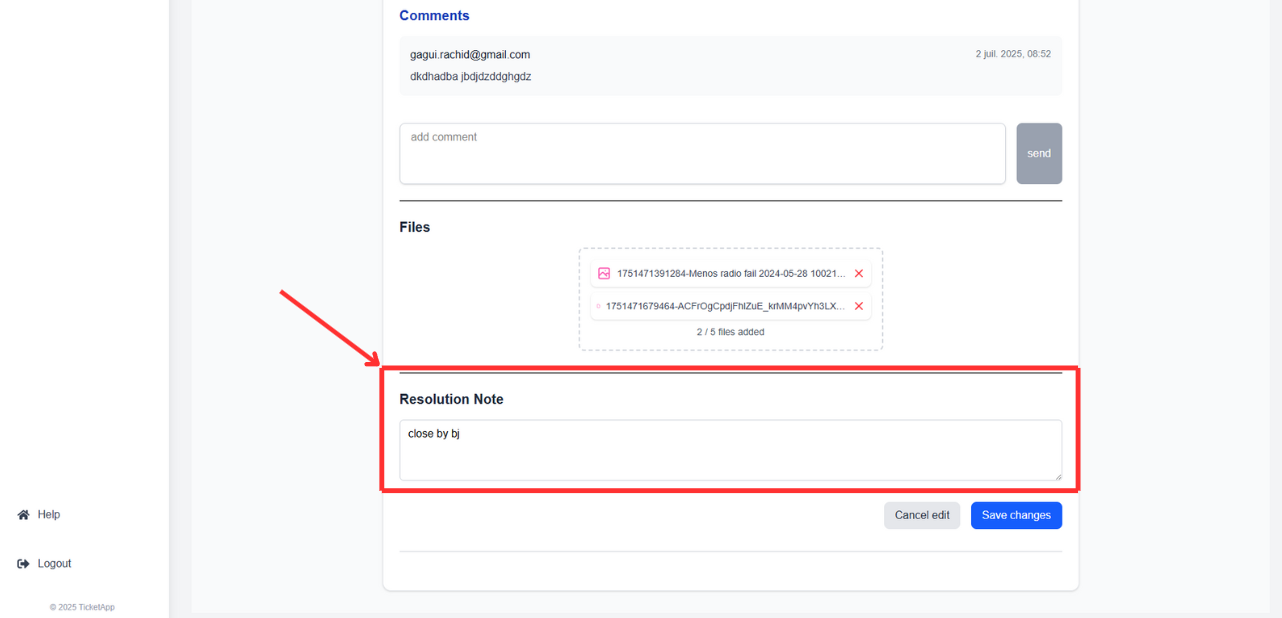 Comments
gagui.rachid@gmail.com
2 juil. 2025, 08:52
dkdhadba jbdjdzddghgdz
add comment
send
Files
1751471391284-Menos radio fail 2024-05-28 10021...
1751471679464-ACFrOgCpdjFhIZuE_krMM4pvYh3LX...
2 / 5 files added
Resolution Note
close by bj
Cancel edit
Save changes
Help
Logout
© 2025 TicketApp